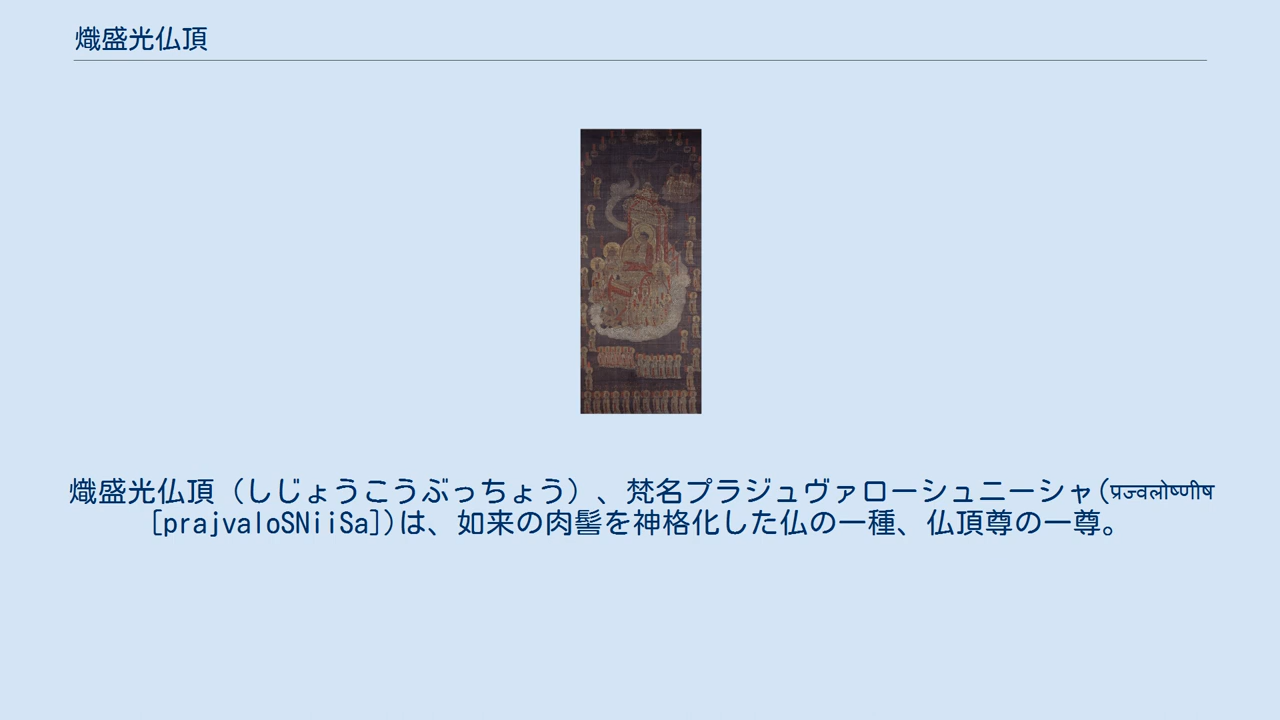 熾盛光仏頂
熾盛光仏頂（しじょうこうぶっちょう）、梵名プラジュヴァローシュニーシャ(प्रज्वलोष्णीष
[prajvaloSNiiSa])は、如来の肉髻を神格化した仏の一種、仏頂尊の一尊。